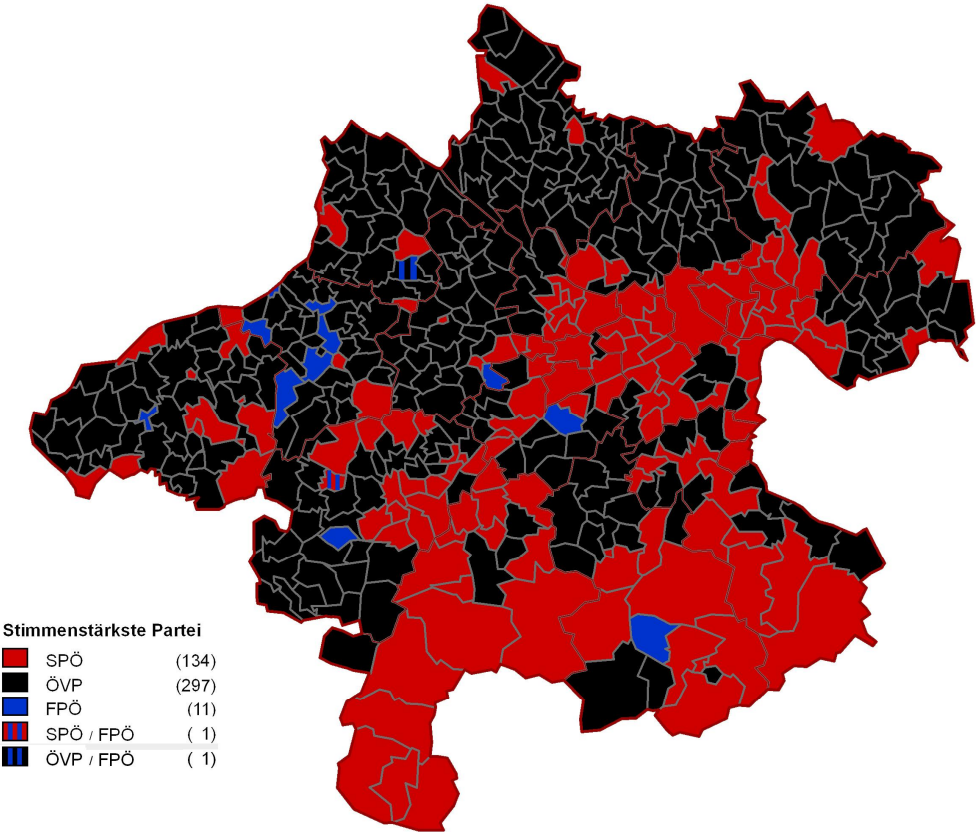 Stimmenstärkste Partei
SPÖ (134)
ÖVP (297)
FPÖ (11)
SPÖ / FPÖ ( 1)
ÖVP / FPÖ ( 1)